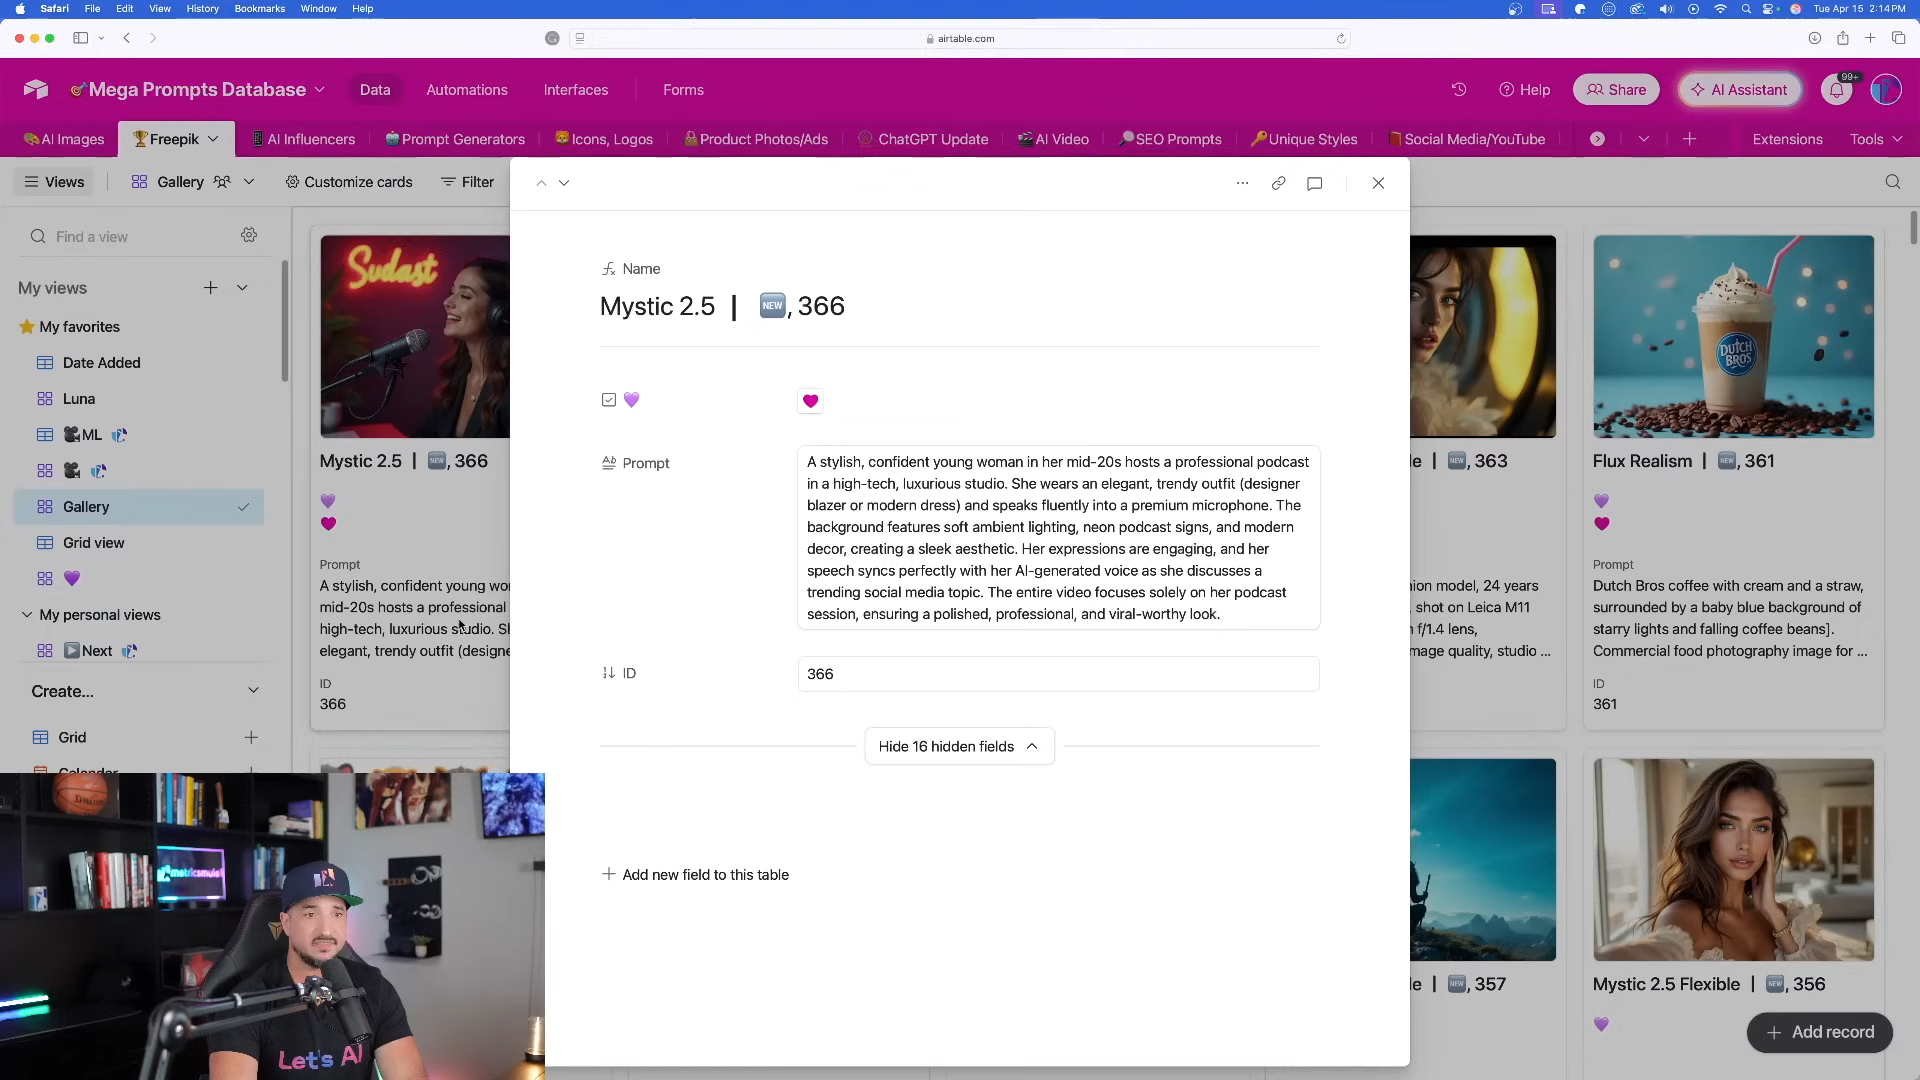 Safari File Edit View History Bookmarks Window Help
Tue Apr 15 2:14PM
airtable.com
Mega Prompts Database
Data Automations Interfaces Forms
Help Share AI Assistant 99+
AI Images Freepik AI Influencers Prompt Generators Icons, Logos Product Photos/Ads ChatGPT Update AI Video SEO Prompts Unique Styles Social Media/YouTube Extensions Tools
Views Gallery Customize cards Filter
Find a view
My views
My favorites
Date Added
Luna
ML
Gallery
Grid view
My personal views
Next
Create...
Grid
Calendar
Sudast
Mystic 2.5 | NEW, 366
Prompt
A stylish, confident young wo
mid-20s hosts a professional
high-tech, luxurious studio. Sh
elegant, trendy outfit (designe
ID
366
Name
Mystic 2.5 | NEW, 366
Prompt
A stylish, confident young woman in her mid-20s hosts a professional podcast
in a high-tech, luxurious studio. She wears an elegant, trendy outfit (designer
blazer or modern dress) and speaks fluently into a premium microphone. The
background features soft ambient lighting, neon podcast signs, and modern
decor, creating a sleek aesthetic. Her expressions are engaging, and her
speech syncs perfectly with her AI-generated voice as she discusses a
trending social media topic. The entire video focuses solely on her podcast
session, ensuring a polished, professional, and viral-worthy look.
ID
366
Hide 16 hidden fields
Add new field to this table
le | NEW, 363
ion model, 24 years
, shot on Leica M11
f/1.4 lens,
mage quality, studio ...
le | NEW, 357
DUTCH BROS
Flux Realism | NEW, 361
Prompt
Dutch Bros coffee with cream and a straw,
surrounded by a baby blue background of
starry lights and falling coffee beans].
Commercial food photography image for ...
ID
361
Mystic 2.5 Flexible | NEW, 356
Add record
SPALDING
metricsmule
Let's AI